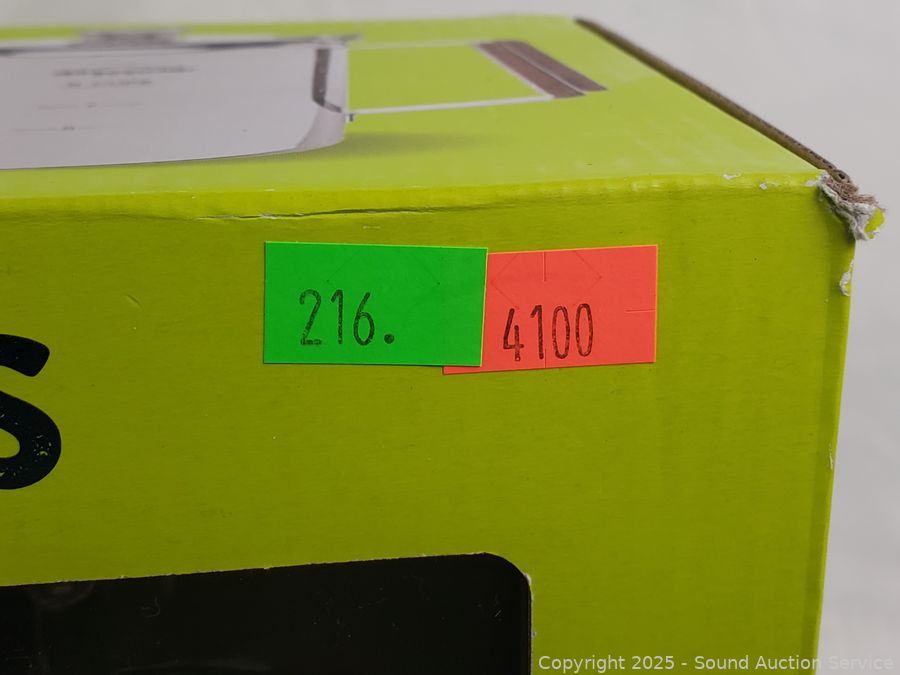 216.
4100
S
Copyright 2025 - Sound Auction Service